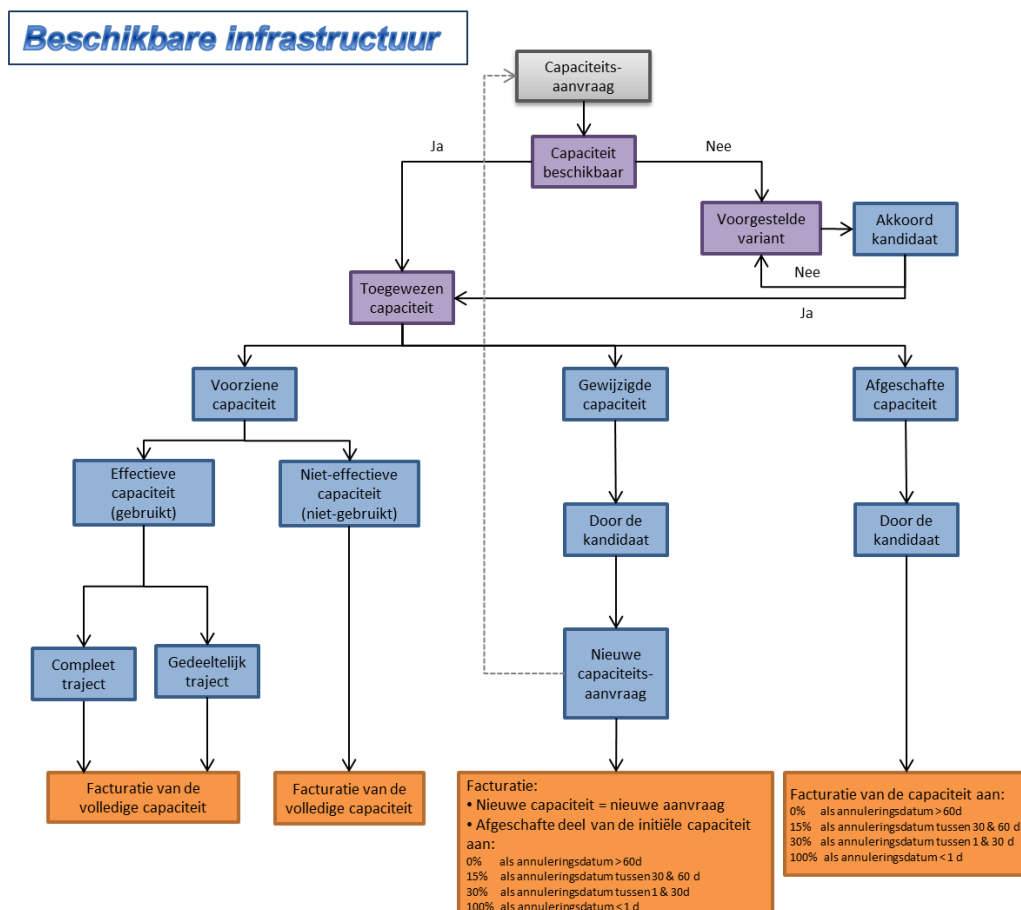 Beschikbare infrastructuur
Capaciteits-
aanvraag
Ja
Capaciteit
beschikbaar
Nee
Voorgestelde
variant
Akkoord
kandidaat
Nee
Toegewezen
capaciteit
Ja
Voorziene
capaciteit
Gewijzigde
capaciteit
Afgeschafte
capaciteit
Effectieve
capaciteit
(gebruikt)
Niet-effectieve
capaciteit
(niet-gebruikt)
Door de
kandidaat
Door de
kandidaat
Compleet
traject
Gedeeltelijk
traject
Nieuwe
capaciteits-
aanvraag
Facturatie van de
volledige capaciteit
Facturatie van de
volledige capaciteit
Facturatie:
• Nieuwe capaciteit = nieuwe aanvraag
• Afgeschafte deel van de initiële capaciteit
aan:
0% als annuleringsdatum >60d
15% als annuleringsdatum tussen 30 & 60 d
30% als annuleringsdatum tussen 1 & 30d
100% als annuleringsdatum <1 d
Facturatie van de capaciteit aan:
0% als annuleringsdatum >60d
15% als annuleringsdatum tussen 30 & 60 d
30% als annuleringsdatum tussen 1 & 30 d
100% als annuleringsdatum <1 d